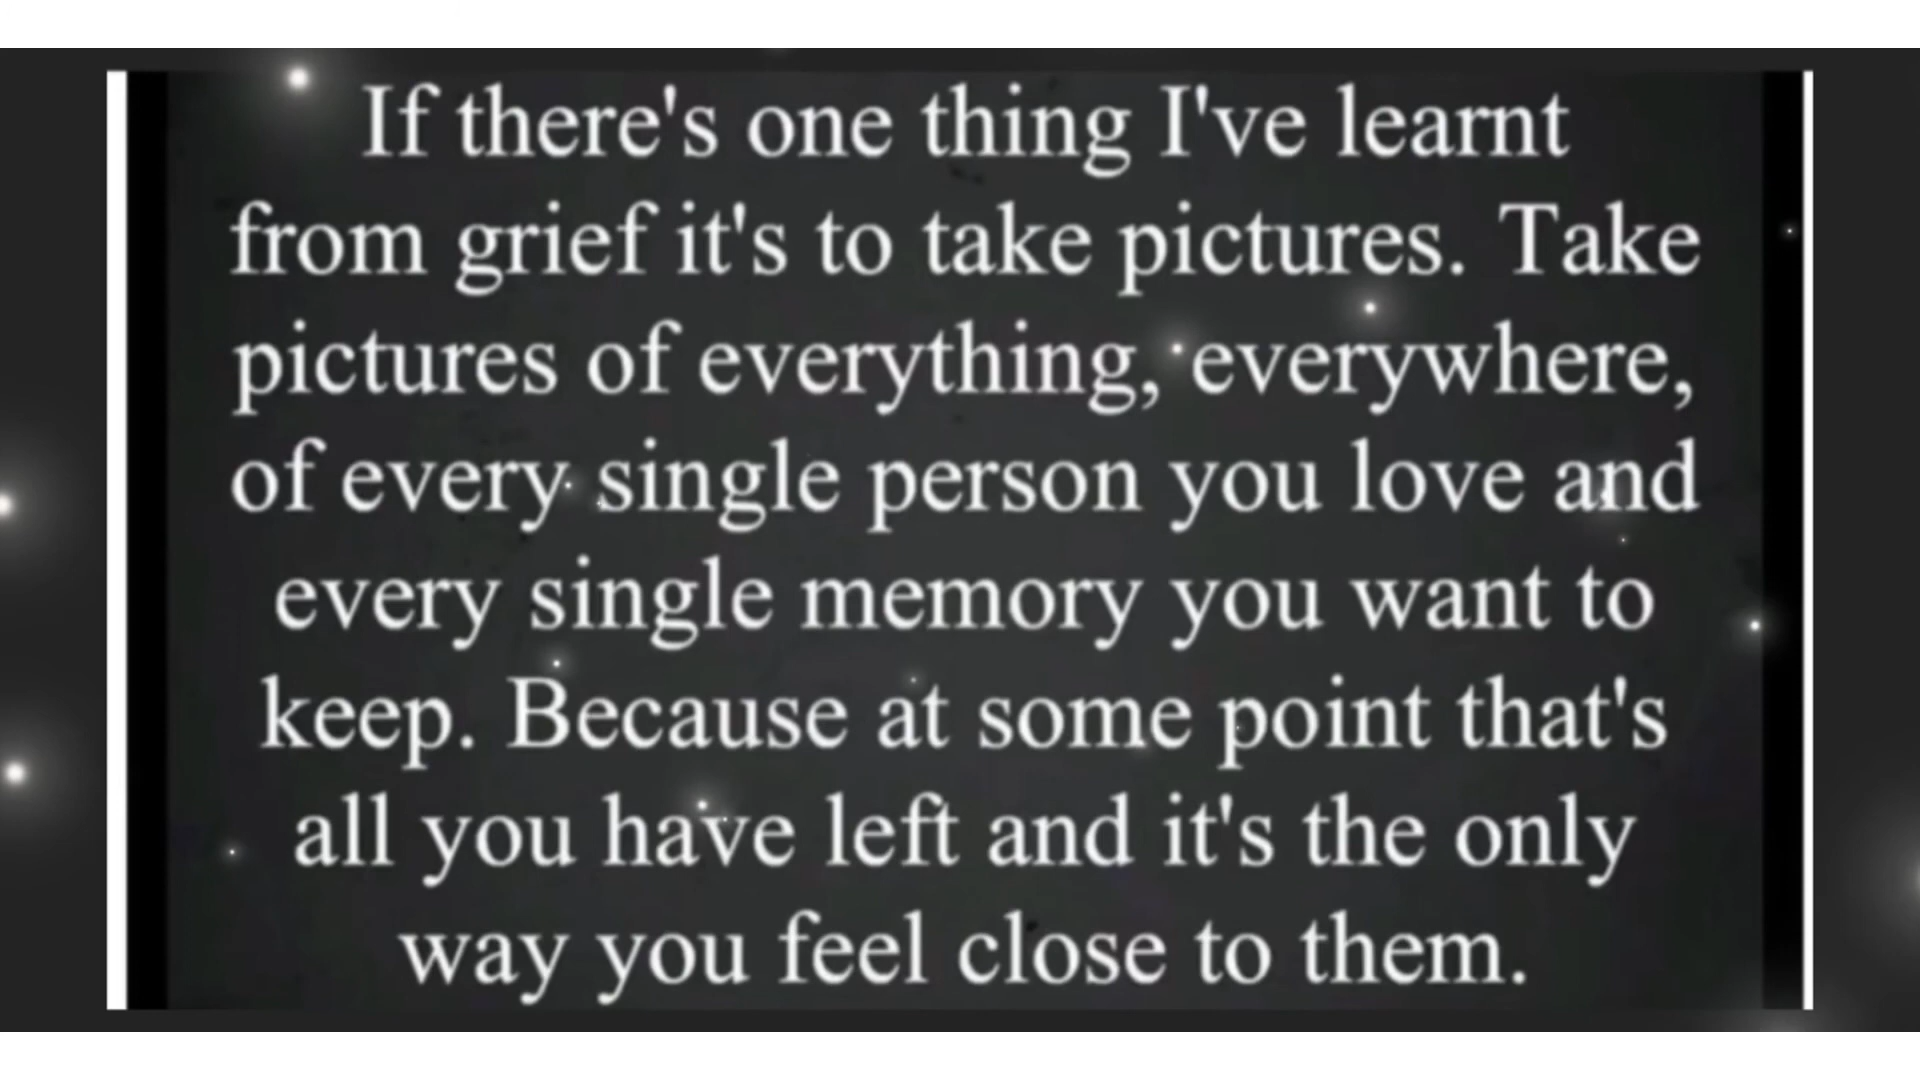 If there's one thing I've learnt
from grief it's to take pictures. Take
pictures of everything, everywhere,
of every single person you love and
every single memory you want to
keep. Because at some point that's
all you have left and it's the only
way you feel close to them.